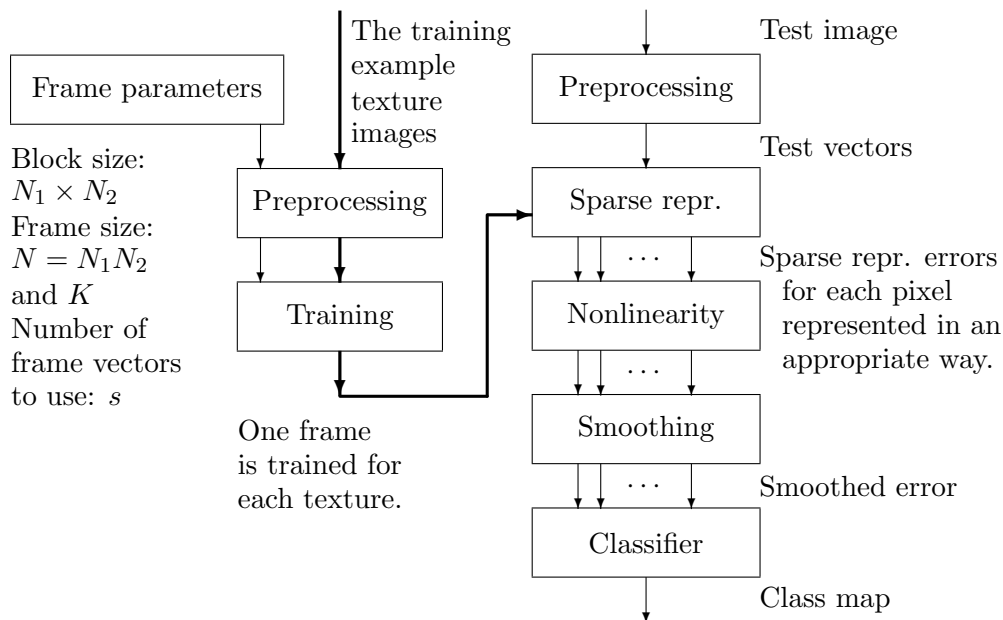 Frame parameters
Block size:
N₁ × N₂
Frame size:
N = N₁N₂
and K
Number of
frame vectors
to use: s
The training
example
texture
images
Preprocessing
Training
One frame
is trained for
each texture.
Test image
Preprocessing
Test vectors
Sparse repr.
...
Sparse repr. errors
for each pixel
represented in an
appropriate way.
Nonlinearity
...
Smoothing
...
Smoothed error
Classifier
Class map